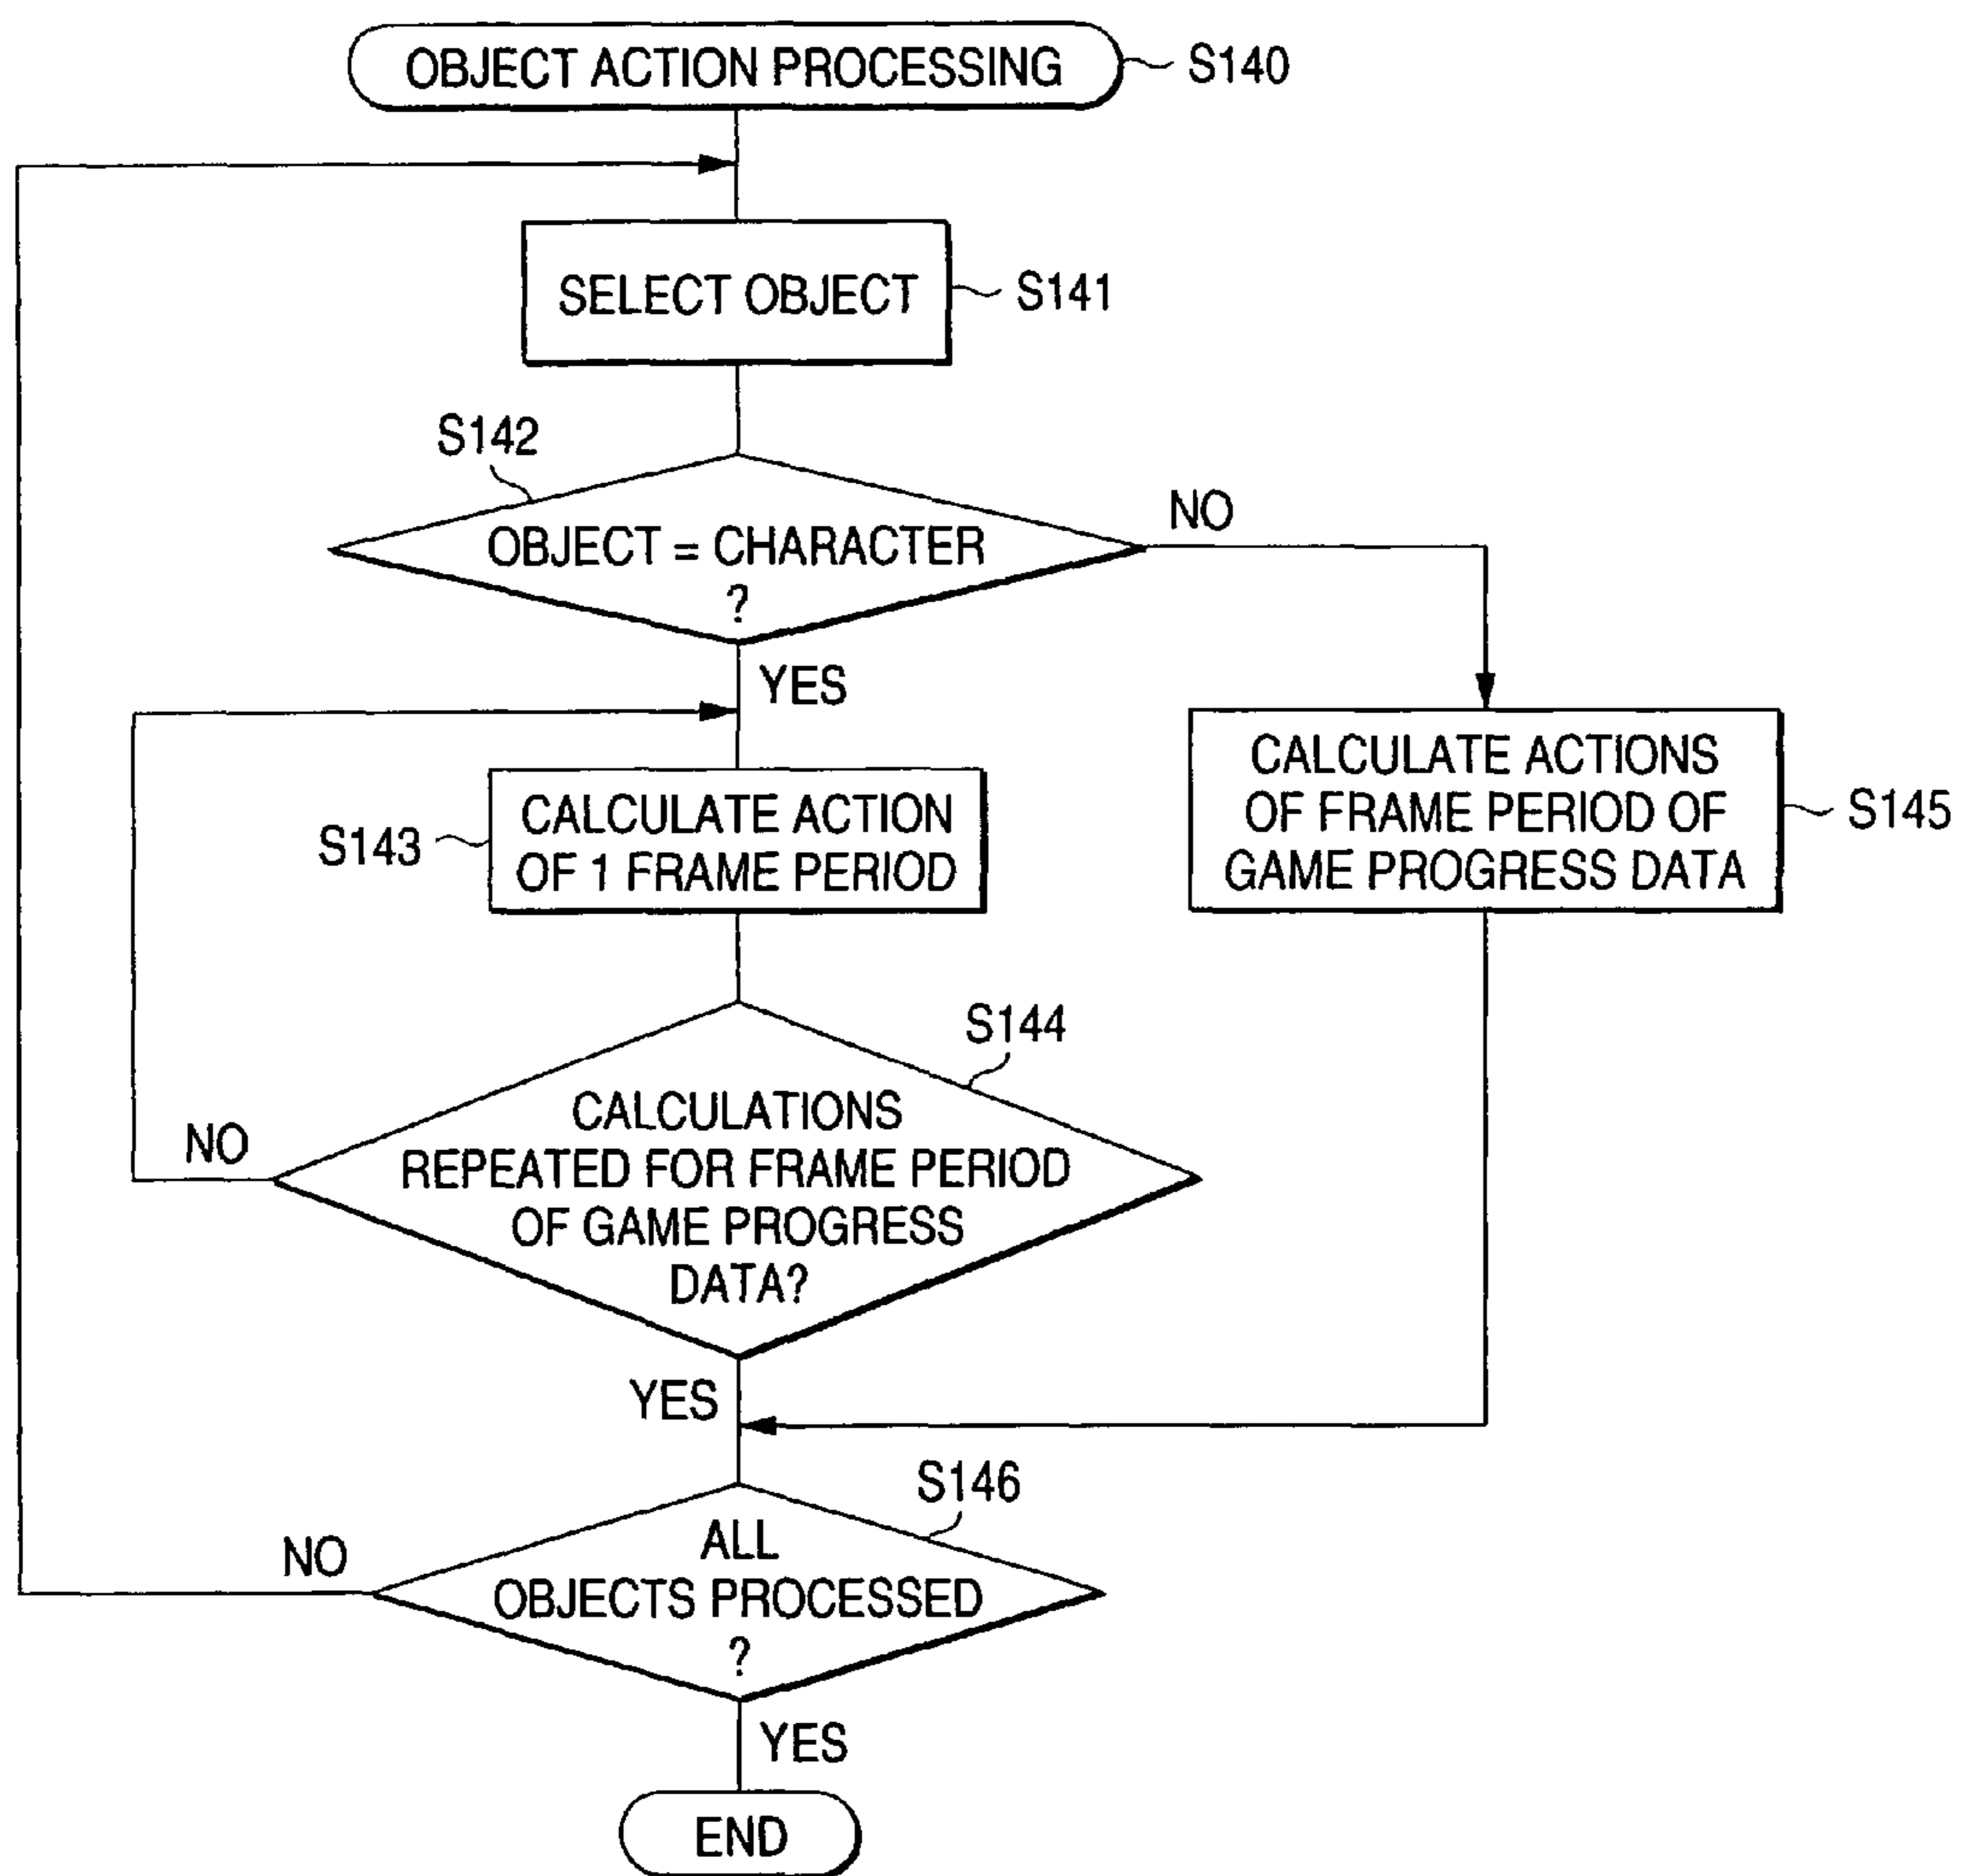 OBJECT ACTION PROCESSING
S140
SELECT OBJECT
S141
S142
OBJECT = CHARACTER
?
NO
YES
CALCULATE ACTION
OF 1 FRAME PERIOD
S143
CALCULATE ACTIONS
OF FRAME PERIOD OF
GAME PROGRESS DATA
S145
S144
CALCULATIONS
REPEATED FOR FRAME PERIOD
OF GAME PROGRESS
DATA?
NO
YES
S146
ALL
OBJECTS PROCESSED
?
NO
YES
END